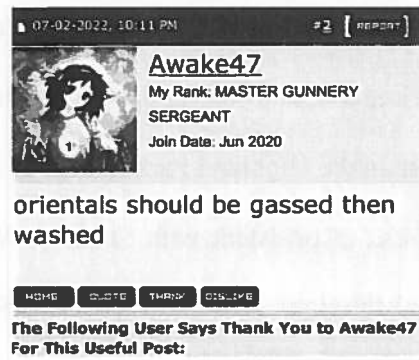 07-02-2022, 10:11 PM #2 [REPORT]
Awake47
My Rank: MASTER GUNNERY
SERGEANT
Join Date: Jun 2020
orientals should be gassed then
washed
HOME QUOTE THANK DISLIKE
The Following User Says Thank You to Awake47
For This Useful Post: